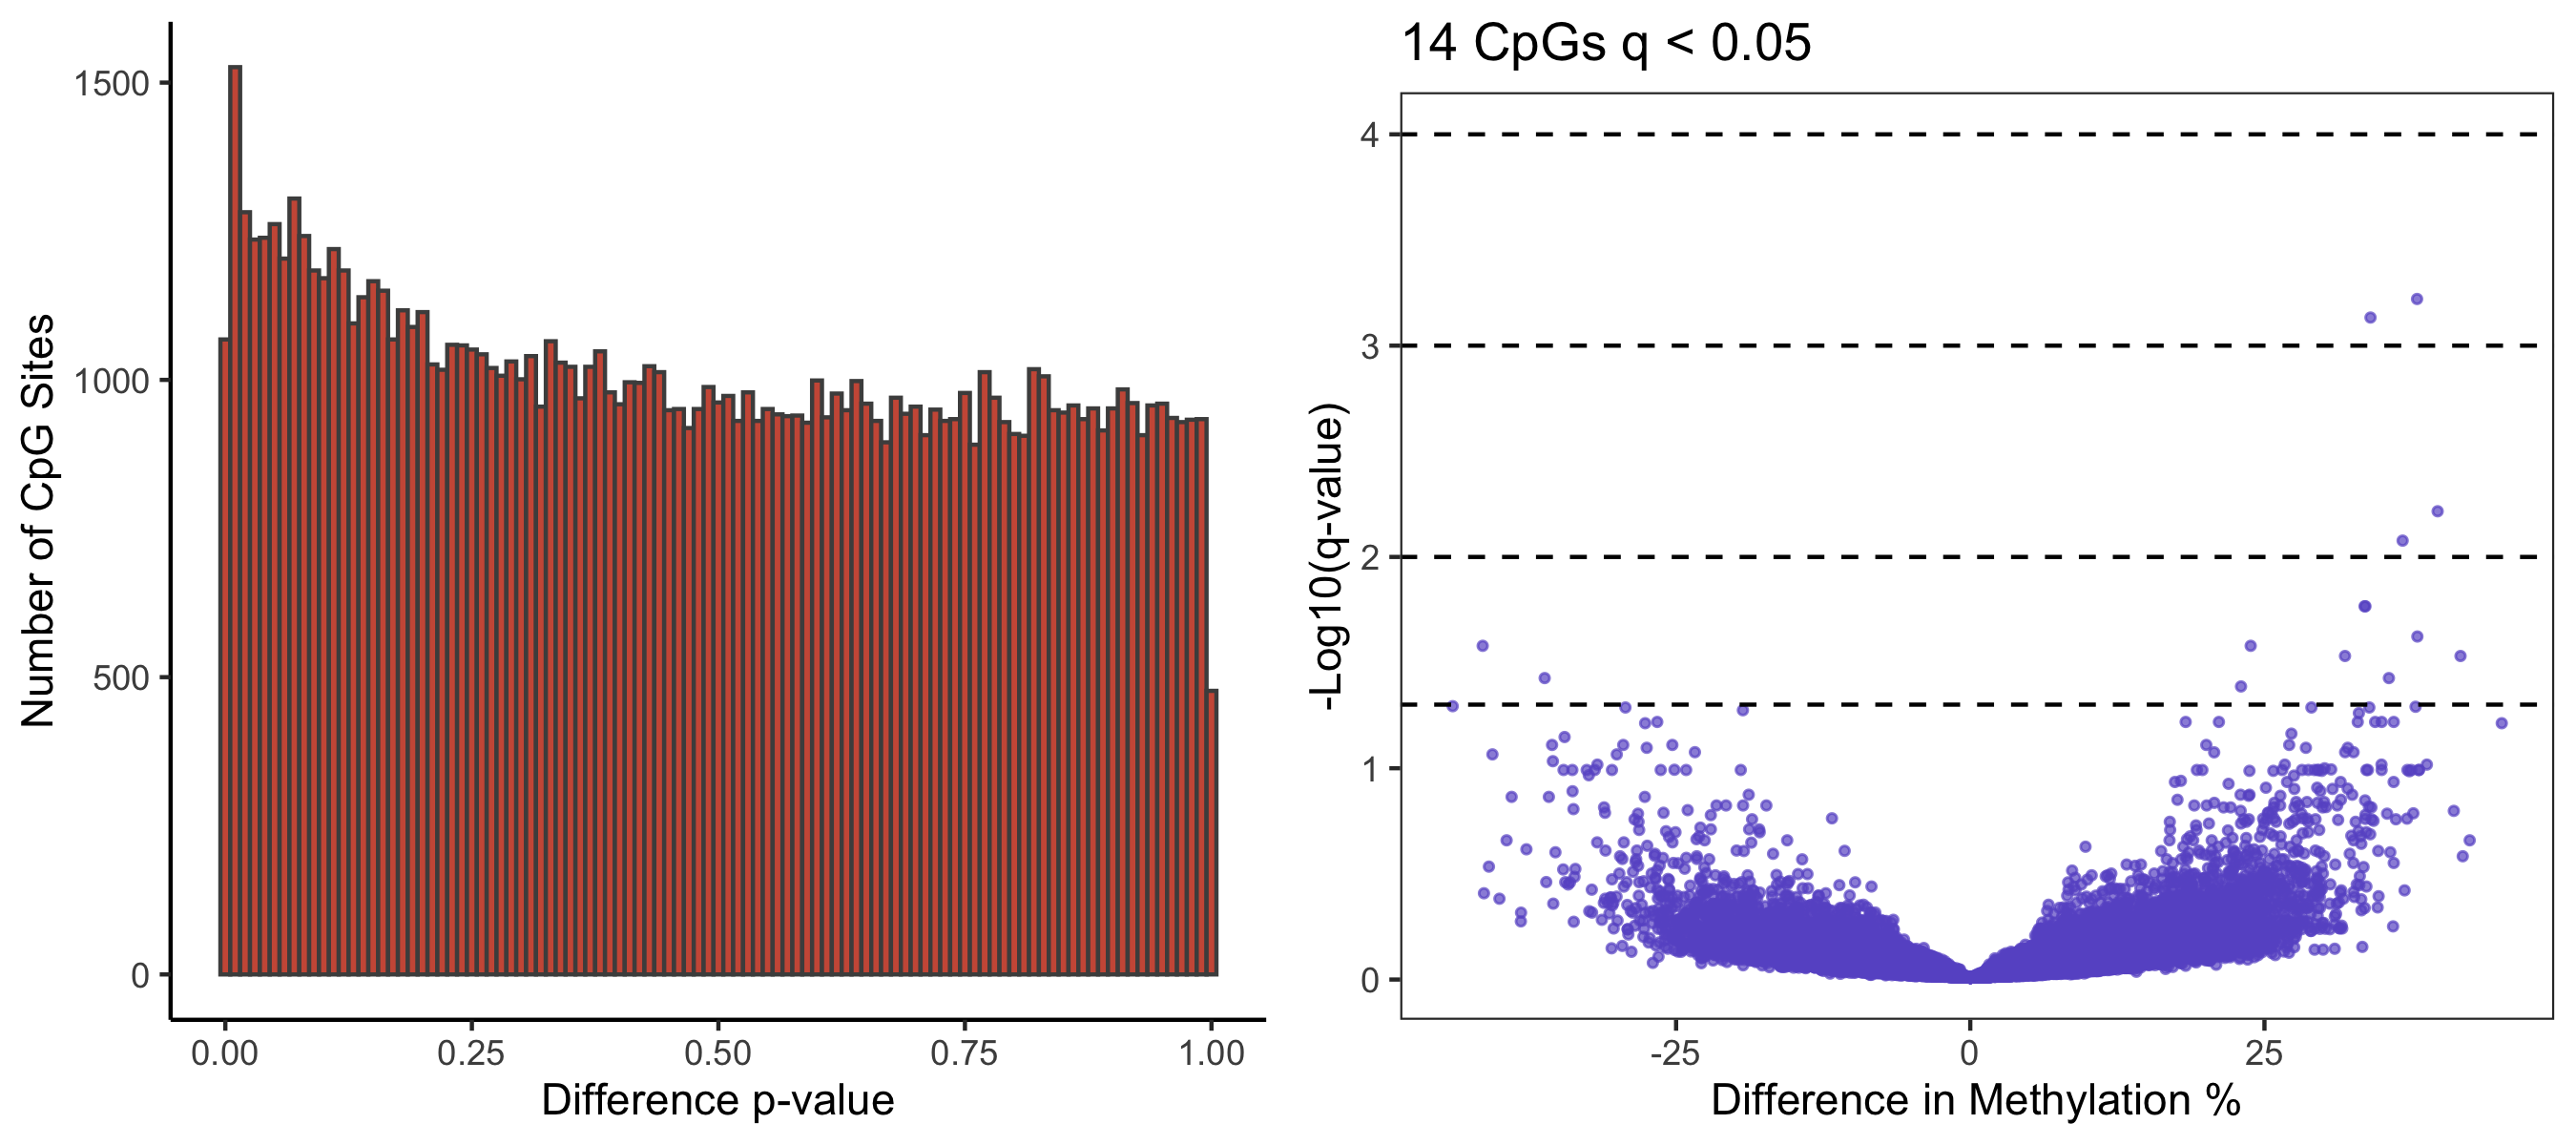 1500
1000
500
0
Number of CpG Sites
0.00 0.25 0.50 0.75 1.00
Difference p-value
14 CpGs q < 0.05
4
3
2
1
0
-Log10(q-value)
-25 0 25
Difference in Methylation %